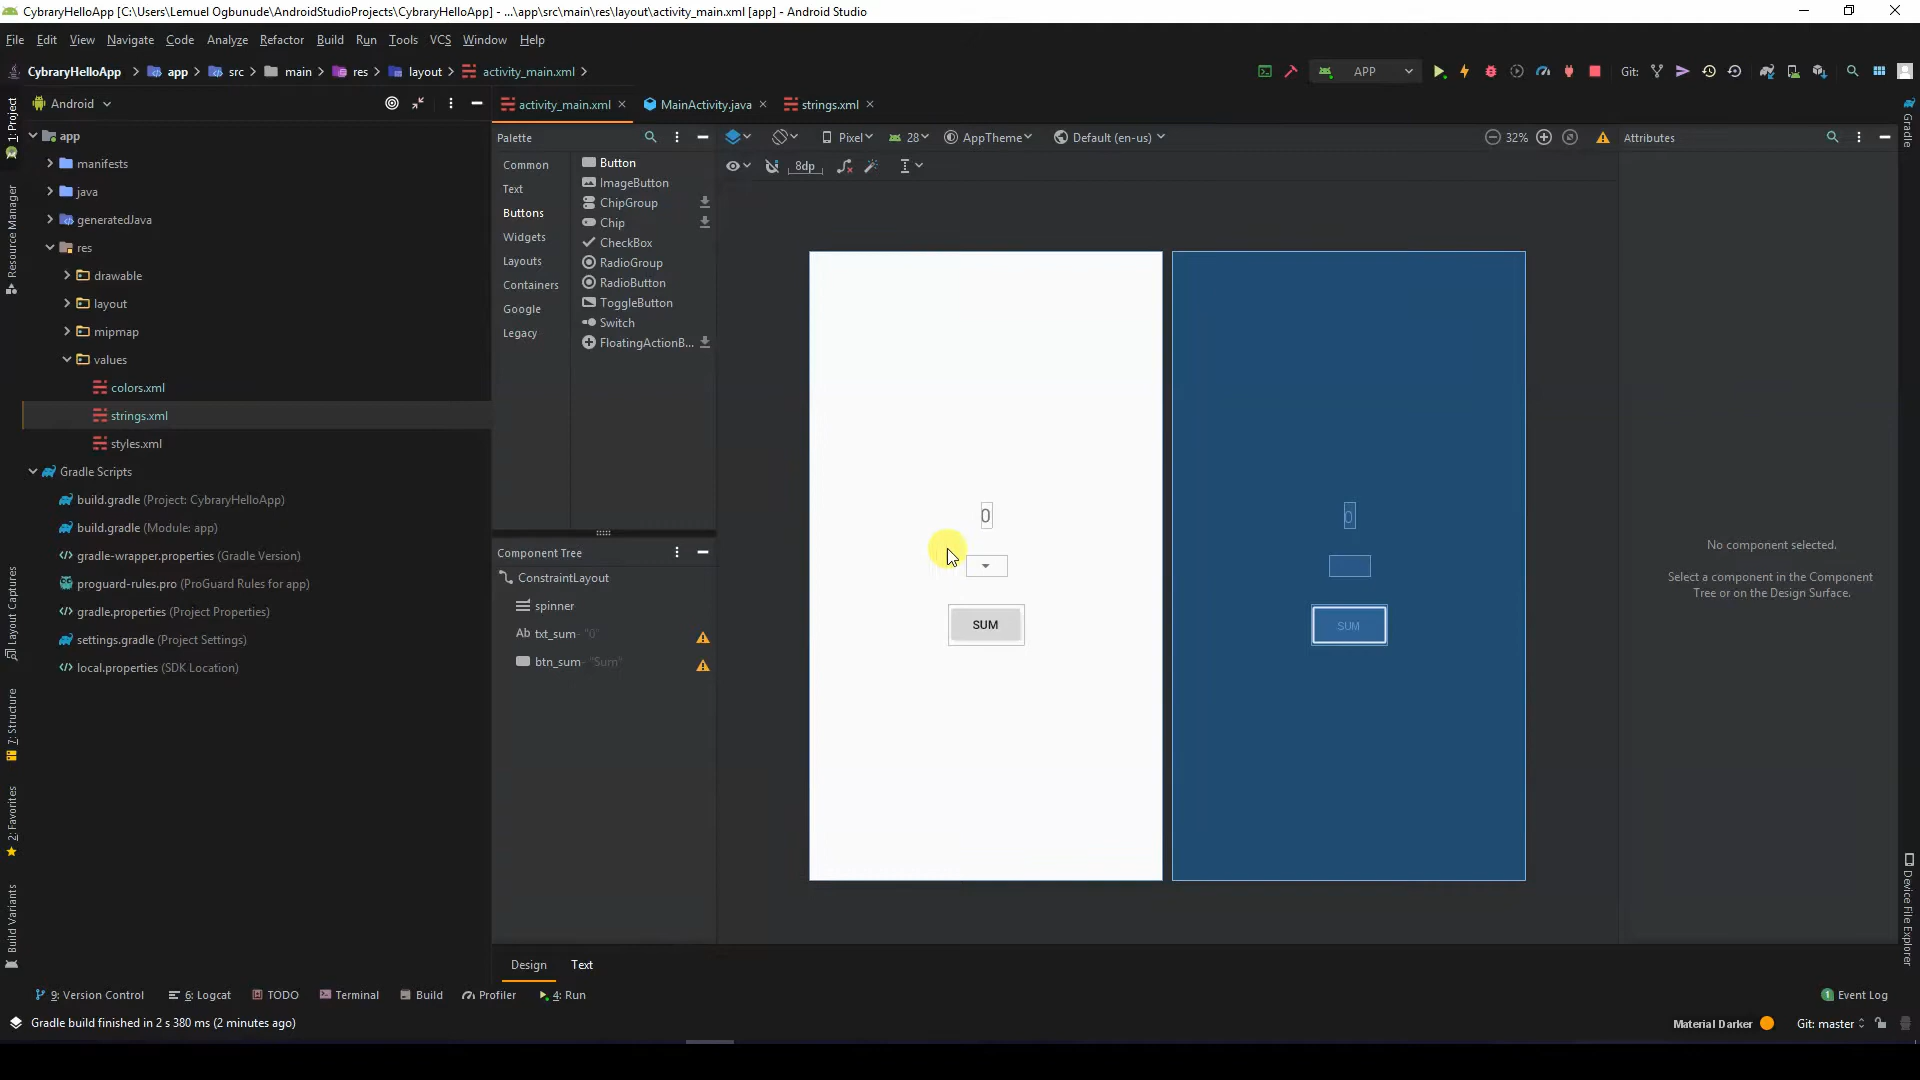 CybraryHelloApp [C:\Users\Lemuel Ogbunude\AndroidStudioProjects\CybraryHelloApp] - ...\app\src\main\res\layout\activity_main.xml [app] - Android Studio
File Edit View Navigate Code Analyze Refactor Build Run Tools VCS Window Help
CybraryHelloApp app src main res layout activity_main.xml
APP
Git:
Android
activity_main.xml
MainActivity.java
strings.xml
1: Project
Resource Manager
Layout Captures
7: Structure
2: Favorites
Build Variants
app
manifests
java
generatedJava
res
drawable
layout
mipmap
values
colors.xml
strings.xml
styles.xml
Gradle Scripts
build.gradle (Project: CybraryHelloApp)
build.gradle (Module: app)
gradle-wrapper.properties (Gradle Version)
proguard-rules.pro (ProGuard Rules for app)
gradle.properties (Project Properties)
settings.gradle (Project Settings)
local.properties (SDK Location)
Palette
Common
Text
Buttons
Widgets
Layouts
Containers
Google
Legacy
Button
ImageButton
ChipGroup
Chip
CheckBox
RadioGroup
RadioButton
ToggleButton
Switch
FloatingActionB...
Component Tree
ConstraintLayout
spinner
Ab txt_sum- "0"
btn_sum- "Sum"
Pixel 28 AppTheme Default (en-us) 32%
8dp
0
SUM
0
SUM
Attributes
No component selected.
Select a component in the Component
Tree or on the Design Surface.
Gradle
Device File Explorer
Design Text
9: Version Control 6: Logcat TODO Terminal Build Profiler 4: Run 1 Event Log
Gradle build finished in 2 s 380 ms (2 minutes ago) Material Darker Git: master